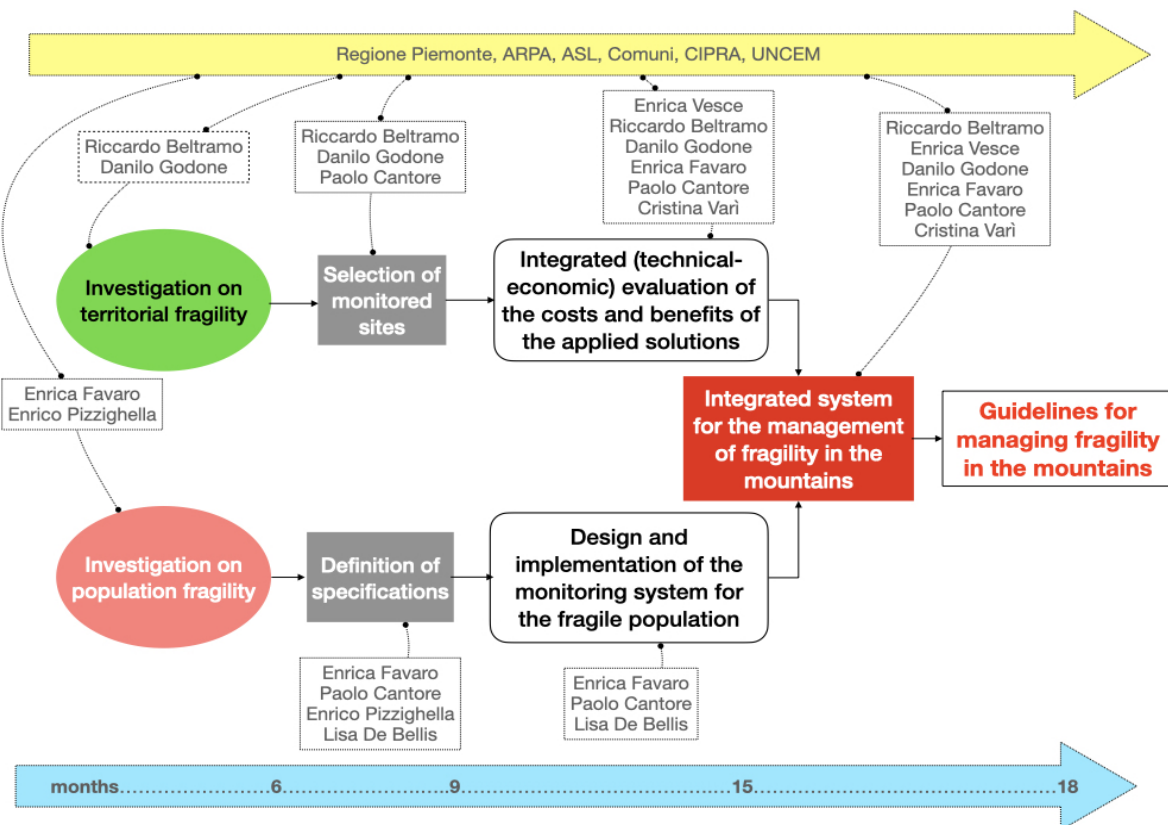 Regione Piemonte, ARPA, ASL, Comuni, CIPRA, UNCEM
Riccardo Beltramo
Danilo Godone
Riccardo Beltramo
Danilo Godone
Paolo Cantore
Enrica Vesce
Riccardo Beltramo
Danilo Godone
Enrica Favaro
Paolo Cantore
Cristina Varì
Riccardo Beltramo
Enrica Vesce
Danilo Godone
Enrica Favaro
Paolo Cantore
Cristina Varì
Investigation on
territorial fragility
Selection of
monitored
sites
Integrated (technical-
economic) evaluation of
the costs and benefits of
the applied solutions
Enrica Favaro
Enrico Pizzighella
Integrated system
for the management
of fragility in the
mountains
Guidelines for
managing fragility
in the mountains
Investigation on
population fragility
Definition of
specifications
Design and
implementation of the
monitoring system for
the fragile population
Enrica Favaro
Paolo Cantore
Enrico Pizzighella
Lisa De Bellis
Enrica Favaro
Paolo Cantore
Lisa De Bellis
months.......................6.........................9..........................................15................................................18